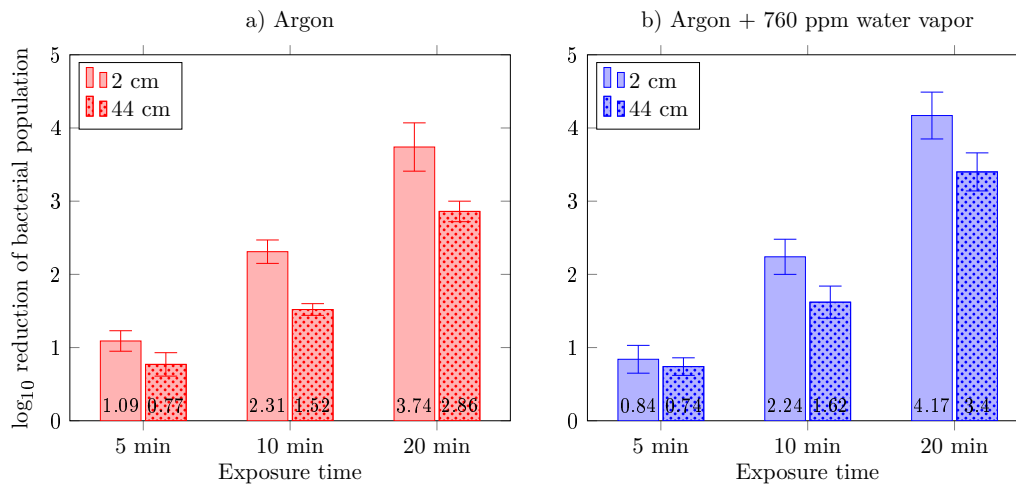 a) Argon
log10 reduction of bacterial population
5
4
3
2
1
0
2 cm
44 cm
1.09 0.77 2.31 1.52 3.74 2.86
5 min 10 min 20 min
Exposure time
b) Argon + 760 ppm water vapor
5
4
3
2
1
0
2 cm
44 cm
0.84 0.74 2.24 1.62 4.17 3.4
5 min 10 min 20 min
Exposure time